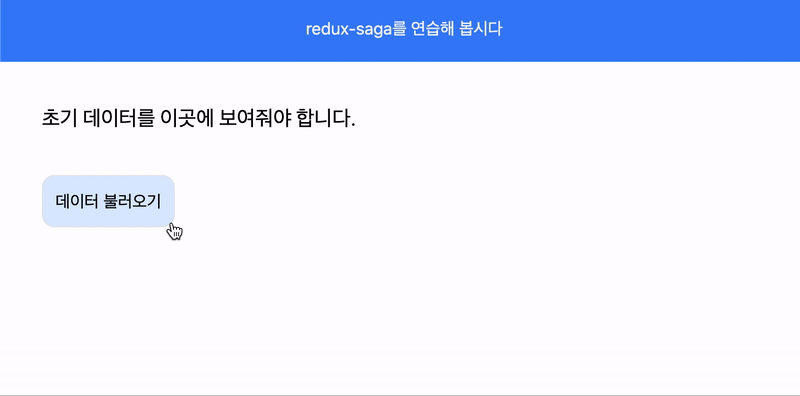 redux-saga를 연습해 봅시다
초기 데이터를 이곳에 보여줘야 합니다.
데이터 불러오기